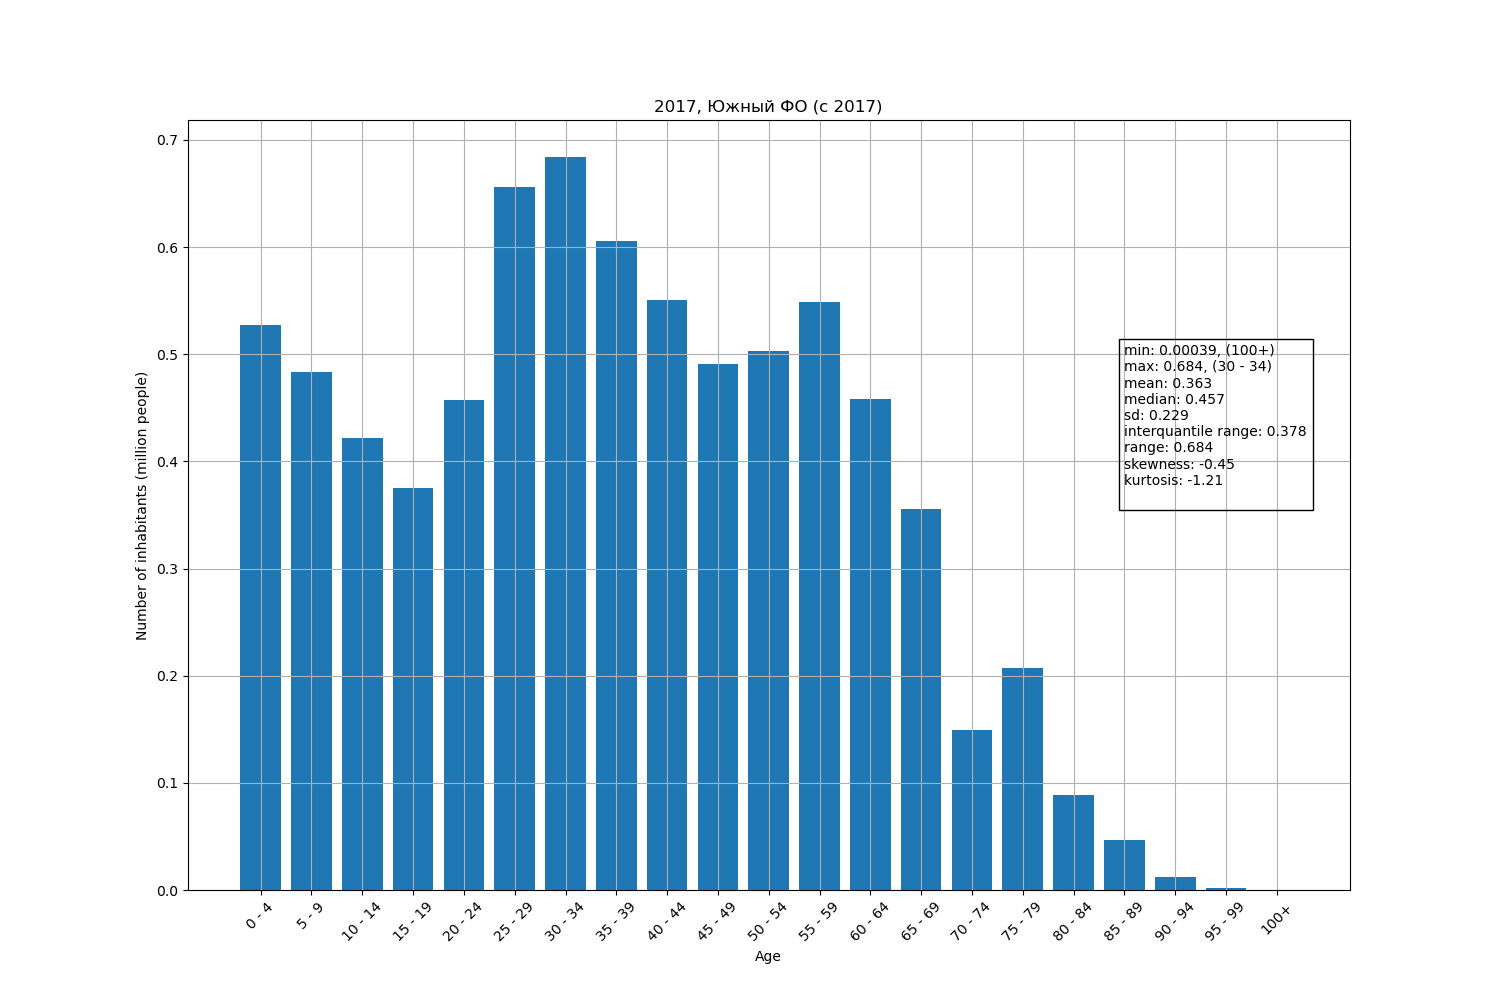 2017, Южный ФО (с 2017)
Number of inhabitants (million people)
0.7
0.6
0.5
0.4
0.3
0.2
0.1
0.0
min: 0.00039, (100+)
max: 0.684, (30 - 34)
mean: 0.363
median: 0.457
sd: 0.229
interquantile range: 0.378
range: 0.684
skewness: -0.45
kurtosis: -1.21
0 - 4
5 - 9
10 - 14
15 - 19
20 - 24
25 - 29
30 - 34
35 - 39
40 - 44
45 - 49
50 - 54
55 - 59
60 - 64
65 - 69
70 - 74
75 - 79
80 - 84
85 - 89
90 - 94
95 - 99
100+
Age